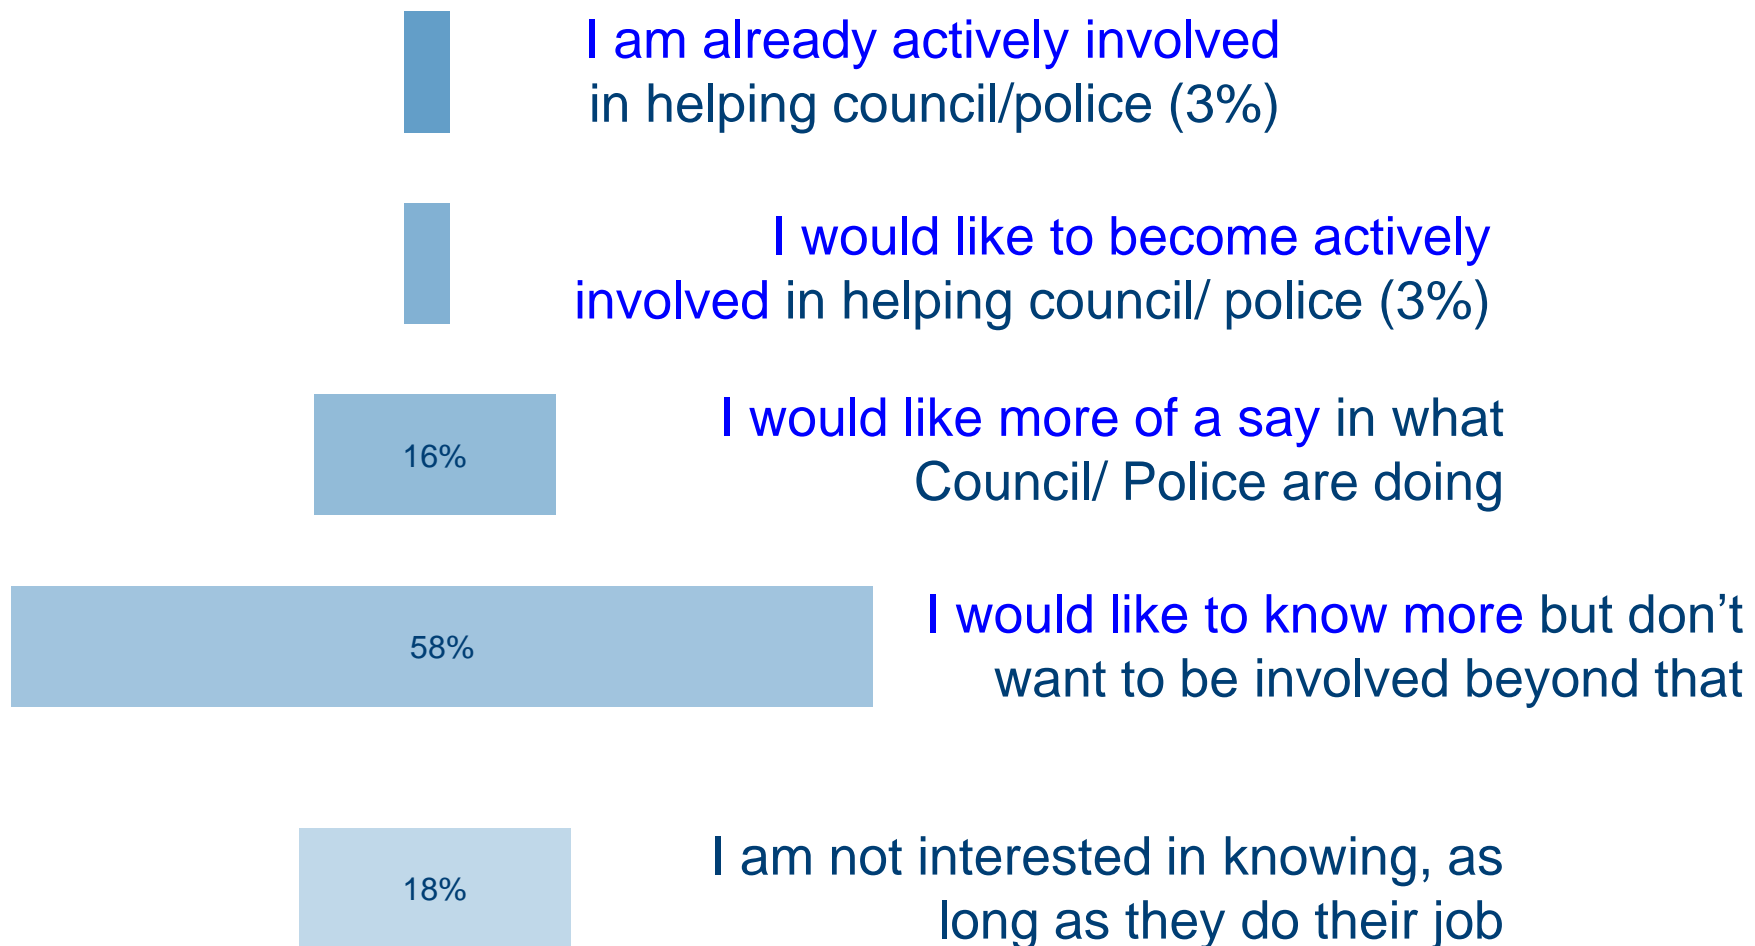 I am already actively involved
in helping council/police (3%)
I would like to become actively
involved in helping council/ police (3%)
16%
I would like more of a say in what
Council/ Police are doing
58%
I would like to know more but don’t
want to be involved beyond that
18%
I am not interested in knowing, as
long as they do their job